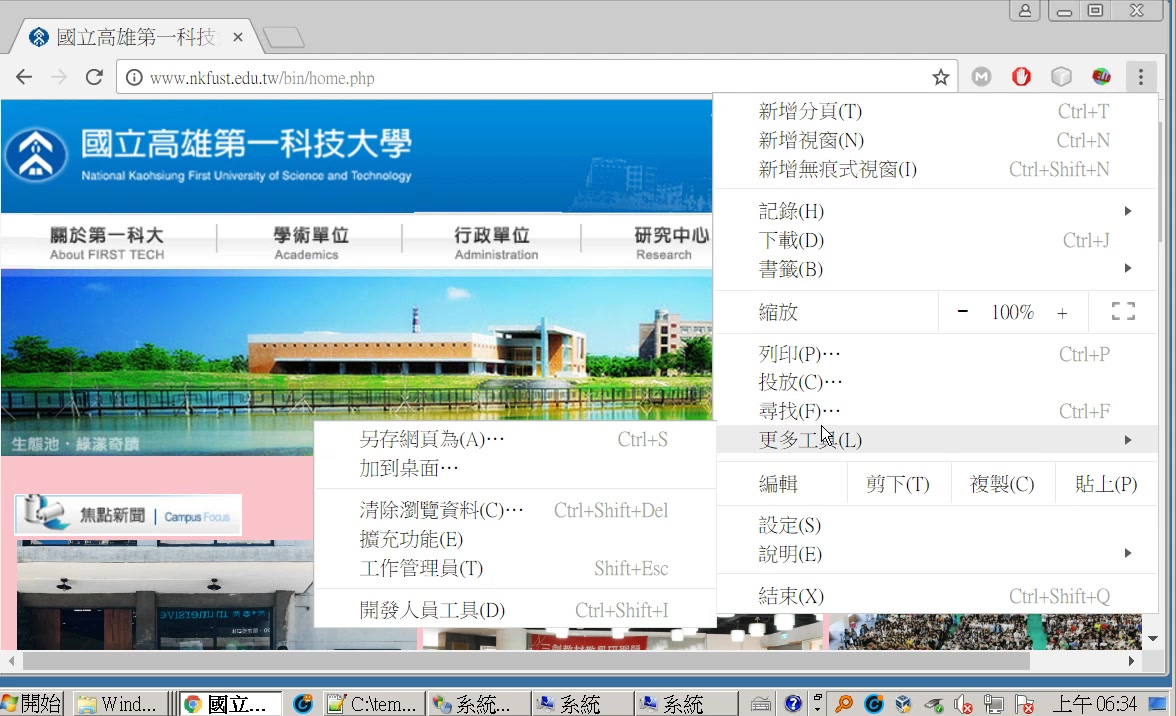 國立高雄第一科技
www.nkfust.edu.tw/bin/home.php
國立高雄第一科技大學
National Kaohsiung First University of Science and Technology
關於第一科大
About FIRST TECH
學術單位
Academics
行政單位
Administration
研究中心
Research
生態池‧綠漾奇蹟
焦點新聞 | Campus Focus
新增分頁(T) Ctrl+T
新增視窗(N) Ctrl+N
新增無痕式視窗(I) Ctrl+Shift+N
記錄(H)
下載(D) Ctrl+J
書籤(B)
縮放 - 100% +
列印(P)… Ctrl+P
投放(C)…
尋找(F)… Ctrl+F
更多工具(L)
編輯 剪下(T) 複製(C) 貼上(P)
設定(S)
說明(E)
結束(X) Ctrl+Shift+Q
另存網頁為(A)… Ctrl+S
加到桌面…
清除瀏覽資料(C)… Ctrl+Shift+Del
擴充功能(E)
工作管理員(T) Shift+Esc
開發人員工具(D) Ctrl+Shift+I
開始 Wind... 國立... C:\tem... 系統... 系統 系統 上午 06:34